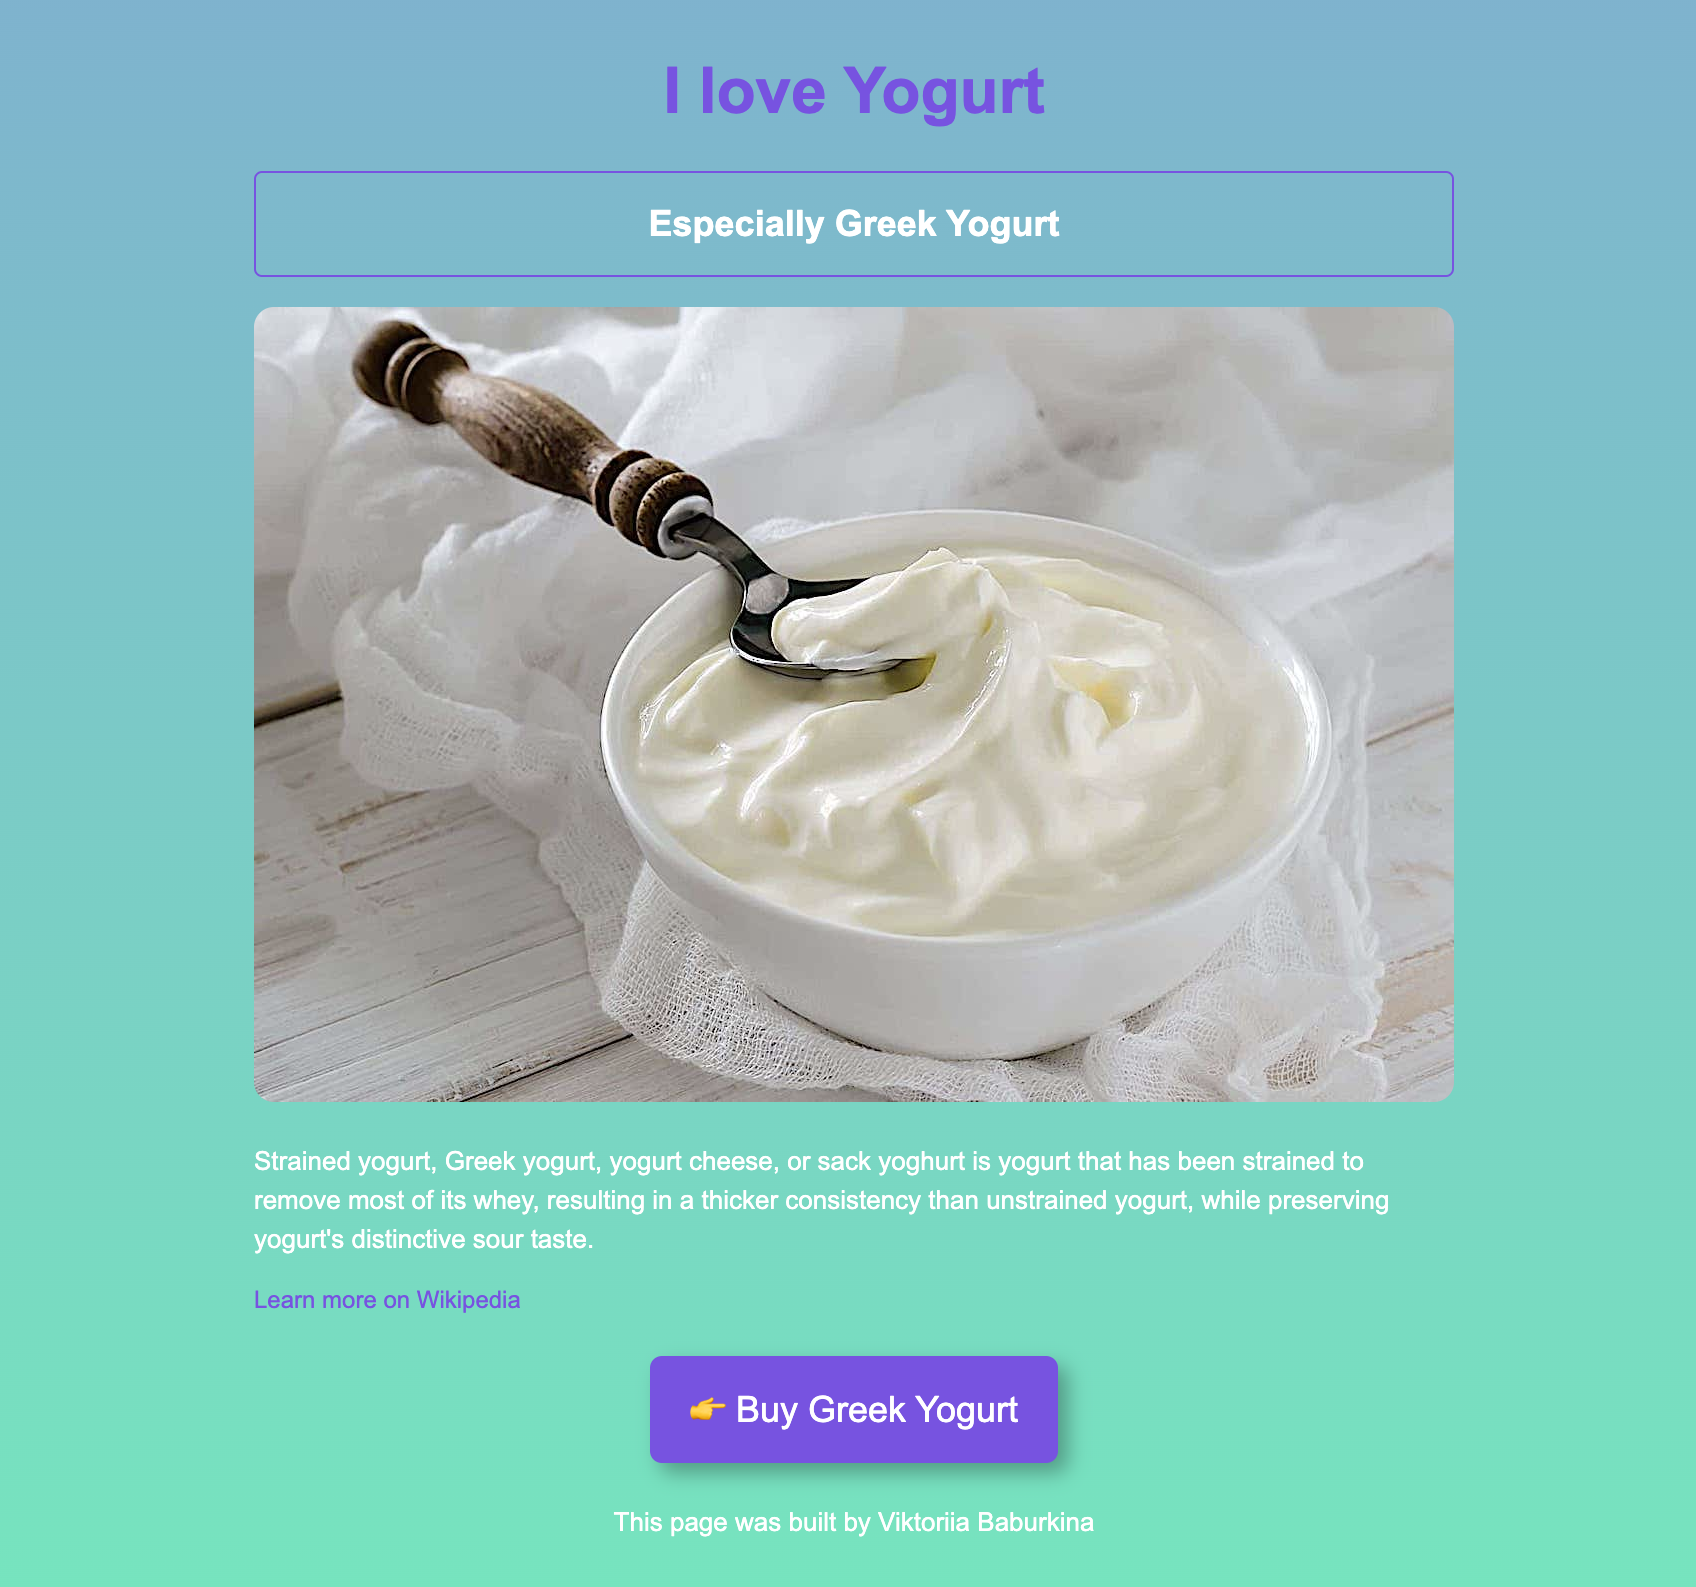 I love Yogurt
Especially Greek Yogurt
Strained yogurt, Greek yogurt, yogurt cheese, or sack yoghurt is yogurt that has been strained to
remove most of its whey, resulting in a thicker consistency than unstrained yogurt, while preserving
yogurt's distinctive sour taste.
Learn more on Wikipedia
👉 Buy Greek Yogurt
This page was built by Viktoriia Baburkina